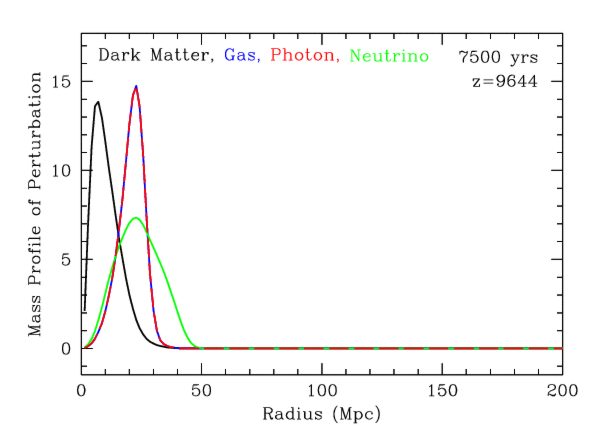 Dark Matter, Gas, Photon, Neutrino 7500 yrs
z=9644
Mass Profile of Perturbation
15
10
5
0
0 50 100 150 200
Radius (Mpc)